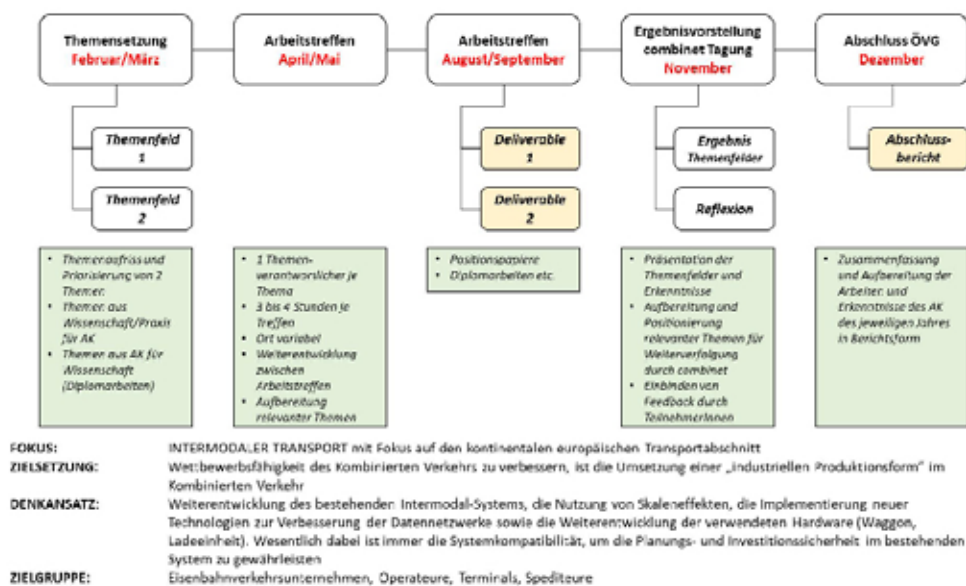 Themensetzung
Februar/März
Arbeitstreffen
April/Mai
Arbeitstreffen
August/September
Ergebnisvorstellung
combinet Tagung
November
Abschluss ÖVG
Dezember
Themenfeld
1
Themenfeld
2
Deliverable
1
Deliverable
2
Ergebnis
Themenfelder
Reflexion
Abschluss-
bericht
• Themenaufriss und
Priorisierung von 2
Themen
• Themen aus
Wissenschaft/Praxis
für AK
• Themen aus AK für
Wissenschaft
(Diplomarbeiten)
• 1 Themen-
verantworlicher je
Thema
• 3 bis 4 Stunden je
Treffen
• Ort variabel
• Weiterentwicklung
zwischen
Arbeitstreffen
• Aufbereitung
relevanter Themen
• Positionspapiere
• Diplomarbeiten etc.
• Präsentation der
Themenfelder und
Erkenntnisse
• Aufbereitung und
Positionierung
relevanter Themen für
Weiterverfolgung
durch combinet
• Einbinden von
Feedback durch
TeilnehmerInnen
• Zusammenfassung
und Aufbereitung der
Arbeiten und
Erkenntnisse des AK
des jeweiligen Jahres
in Berichtsform
FOKUS: INTERMODALER TRANSPORT mit Fokus auf den kontinentalen europäischen Transportabschnitt
ZIELSETZUNG: Wettbewerbsfähigkeit des Kombinierten Verkehrs zu verbessern, ist die Umsetzung einer „industriellen Produktionsform" im
Kombinierten Verkehr
DENKANSATZ: Weiterentwicklung des bestehenden Intermodal-Systems, die Nutzung von Skaleneffekten, die Implementierung neuer
Technologien zur Verbesserung der Datennetzwerke sowie die Weiterentwicklung der verwendeten Hardware (Waggon,
Ladeeinheit). Wesentlich dabei ist immer die Systemkompatibilität, um die Planungs- und Investitionssicherheit im bestehenden
System zu gewährleisten
ZIELGRUPPE: Eisenbahnverkehrsunternehmen, Operateure, Terminals, Spediteure